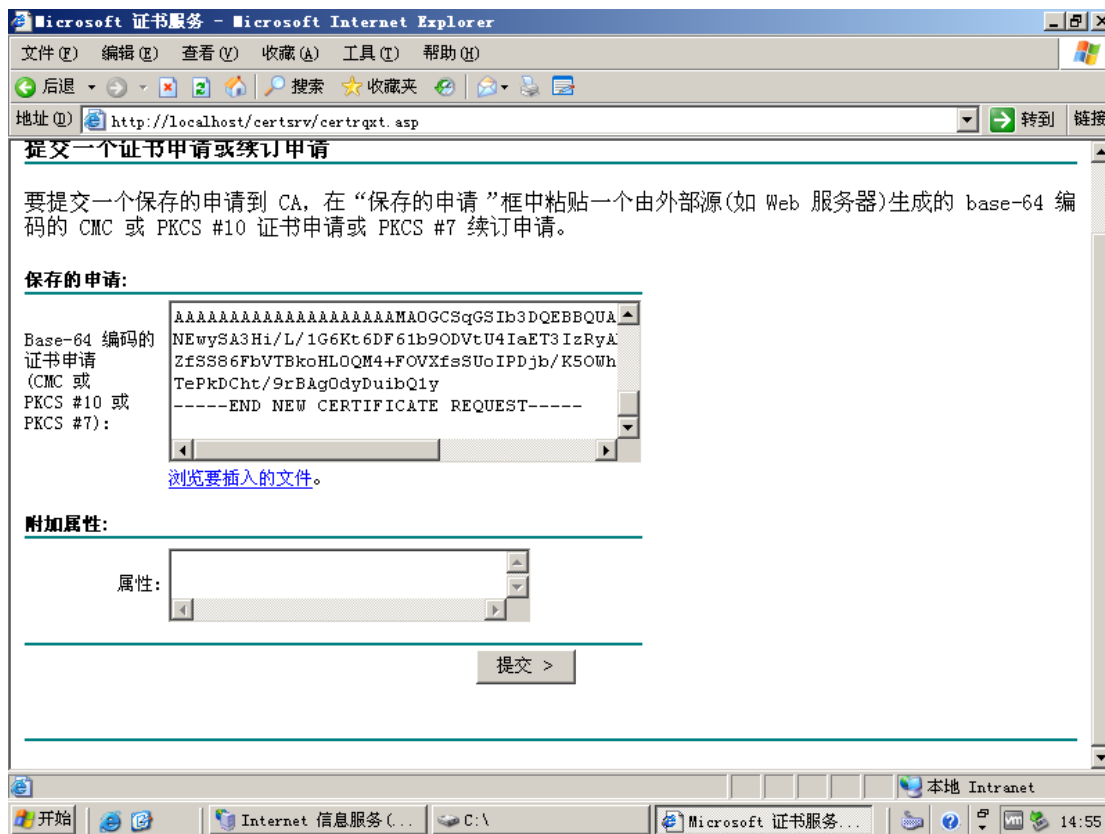 Microsoft 证书服务 - Microsoft Internet Explorer
文件(F) 编辑(E) 查看(V) 收藏(A) 工具(T) 帮助(H)
后退 搜索 收藏夹
地址(D) http://localhost/certsrv/certrqxt.asp 转到 链接
提交一个证书申请或续订申请
要提交一个保存的申请到 CA，在“保存的申请”框中粘贴一个由外部源(如 Web 服务器)生成的 base-64 编
码的 CMC 或 PKCS #10 证书申请或 PKCS #7 续订申请。
保存的申请:
Base-64 编码的
证书申请
(CMC 或
PKCS #10 或
PKCS #7):
AAAAAAAAAAAAAAAAAAAAMA0GCSqGSIb3DQEBBQUA
NEwySA3Hi/L/1G6Kt6DF61b9ODVtU4IaET3IzRyA
ZfSS86FbVTBkoHLOQM4+FOVXfsSUoIPDjb/K5OWh
TePkDCht/9rBAgOdyDuibQ1y
-----END NEW CERTIFICATE REQUEST-----
浏览要插入的文件。
附加属性:
属性:
提交 >
本地 Intranet
开始 Internet 信息服务(... C:\ Microsoft 证书服务... 14:55